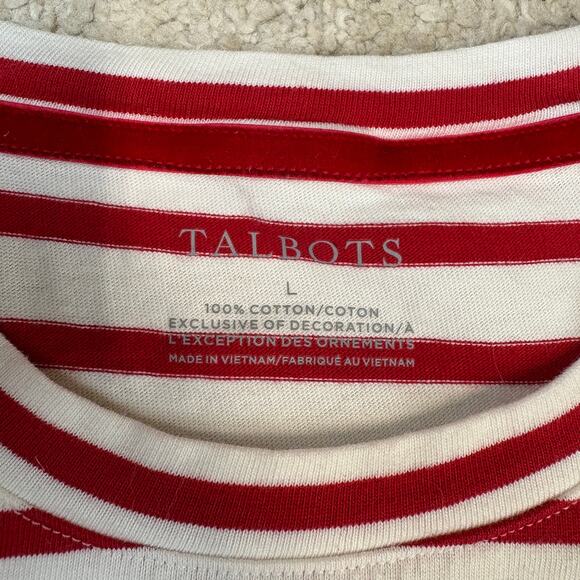 TALBOTS
L
100% COTTON/COTON
EXCLUSIVE OF DECORATION/À
L'EXCEPTION DES ORNEMENTS
MADE IN VIETNAM/FABRIQUÉ AU VIETNAM